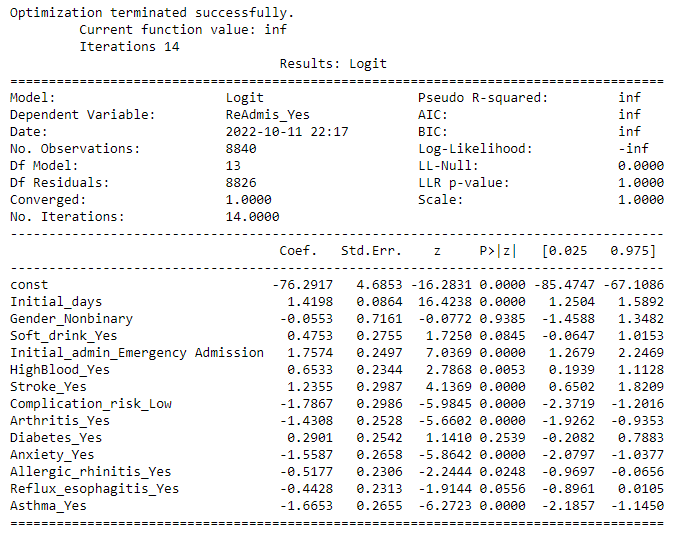 Optimization terminated successfully.
Current function value: inf
Iterations 14
Results: Logit
=====================================================================================
Model: Logit Pseudo R-squared: inf
Dependent Variable: ReAdmis_Yes AIC: inf
Date: 2022-10-11 22:17 BIC: inf
No. Observations: 8840 Log-Likelihood: -inf
Df Model: 13 LL-Null: 0.0000
Df Residuals: 8826 LLR p-value: 1.0000
Converged: 1.0000 Scale: 1.0000
No. Iterations: 14.0000
-------------------------------------------------------------------------------------
Coef. Std.Err. z P>|z| [0.025 0.975]
-------------------------------------------------------------------------------------
const -76.2917 4.6853 -16.2831 0.0000 -85.4747 -67.1086
Initial_days 1.4198 0.0864 16.4238 0.0000 1.2504 1.5892
Gender_Nonbinary -0.0553 0.7161 -0.0772 0.9385 -1.4588 1.3482
Soft_drink_Yes 0.4753 0.2755 1.7250 0.0845 -0.0647 1.0153
Initial_admin_Emergency Admission 1.7574 0.2497 7.0369 0.0000 1.2679 2.2469
HighBlood_Yes 0.6533 0.2344 2.7868 0.0053 0.1939 1.1128
Stroke_Yes 1.2355 0.2987 4.1369 0.0000 0.6502 1.8209
Complication_risk_Low -1.7867 0.2986 -5.9845 0.0000 -2.3719 -1.2016
Arthritis_Yes -1.4308 0.2528 -5.6602 0.0000 -1.9262 -0.9353
Diabetes_Yes 0.2901 0.2542 1.1410 0.2539 -0.2082 0.7883
Anxiety_Yes -1.5587 0.2658 -5.8642 0.0000 -2.0797 -1.0377
Allergic_rhinitis_Yes -0.5177 0.2306 -2.2444 0.0248 -0.9697 -0.0656
Reflux_esophagitis_Yes -0.4428 0.2313 -1.9144 0.0556 -0.8961 0.0105
Asthma_Yes -1.6653 0.2655 -6.2723 0.0000 -2.1857 -1.1450
=====================================================================================